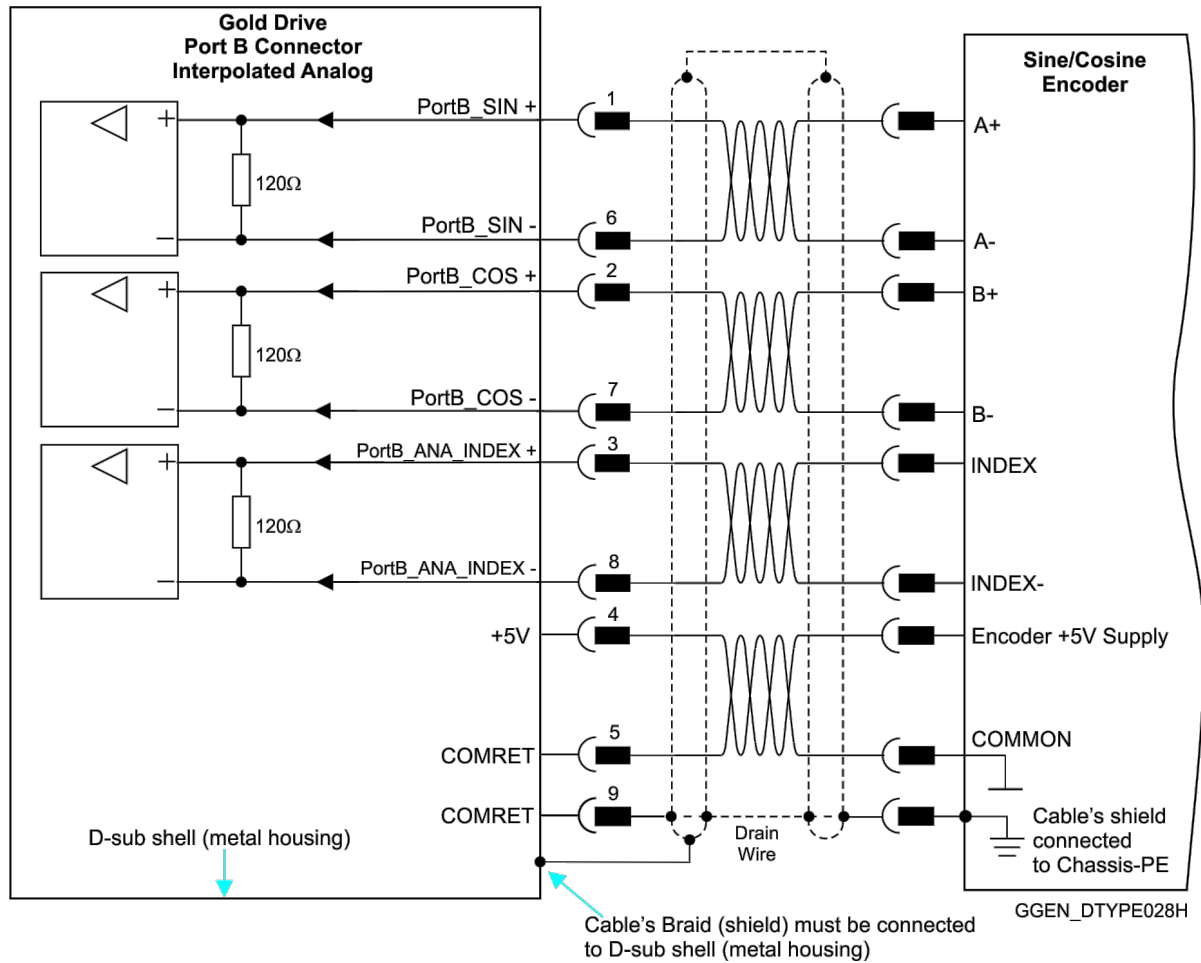 Gold Drive
Port B Connector
Interpolated Analog
Sine/Cosine
Encoder
+
PortB_SIN +
1
A+
120Ω
−
PortB_SIN -
6
A-
+
PortB_COS +
2
B+
120Ω
−
PortB_COS -
7
B-
+
PortB_ANA_INDEX +
3
INDEX
120Ω
−
PortB_ANA_INDEX -
8
INDEX-
+5V
4
Encoder +5V Supply
COMRET
5
COMMON
COMRET
9
Drain
Wire
Cable's shield
connected
to Chassis-PE
D-sub shell (metal housing)
GGEN_DTYPE028H
Cable's Braid (shield) must be connected
to D-sub shell (metal housing)